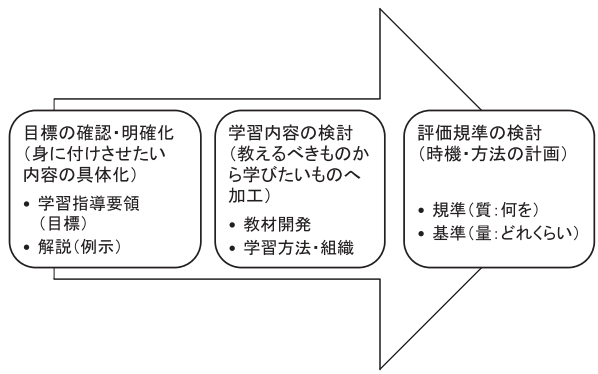 目標の確認・明確化
(身に付けさせたい
内容の具体化)
• 学習指導要領
(目標)
• 解説(例示)
学習内容の検討
(教えるべきものか
ら学びたいものへ
加工)
• 教材開発
• 学習方法・組織
評価規準の検討
(時機・方法の計画)
• 規準(質:何を)
• 基準(量:どれくらい)